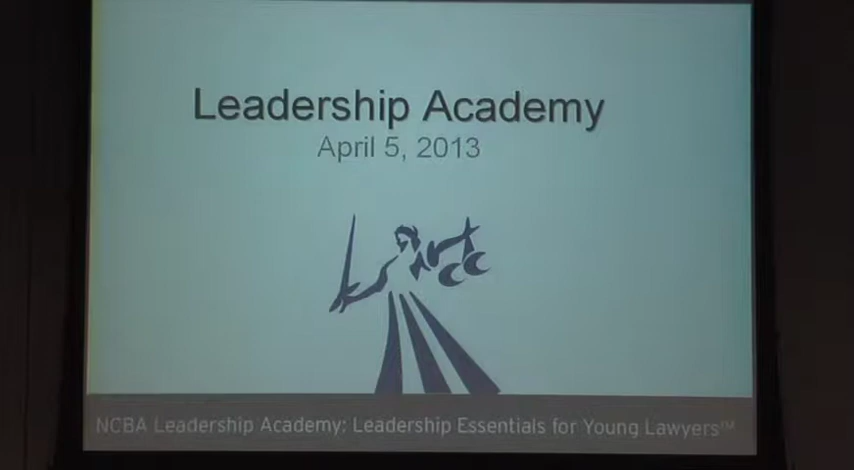 Leadership Academy
April 5, 2013
NCBA Leadership Academy: Leadership Essentials for Young Lawyers™